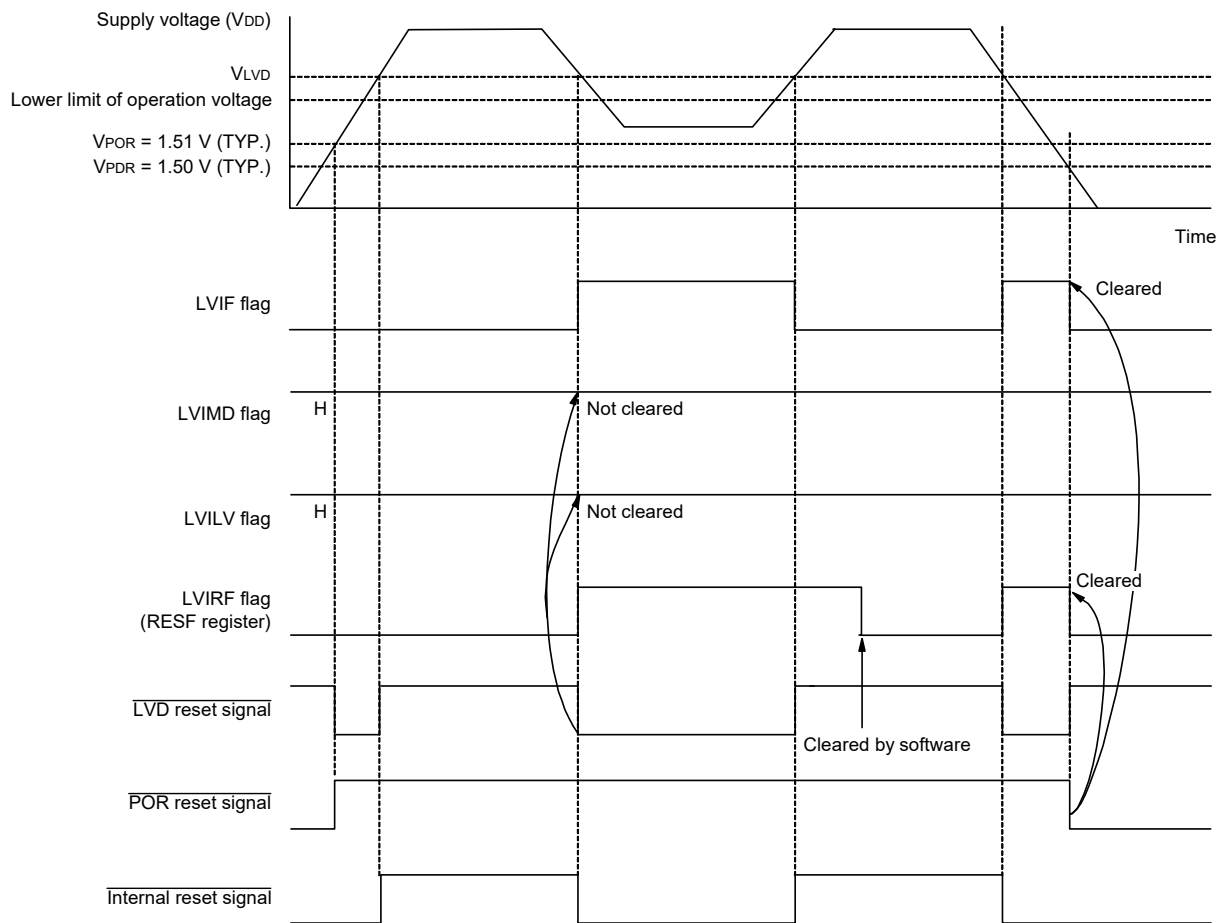 Supply voltage (VDD)
VLVD
Lower limit of operation voltage
VPOR = 1.51 V (TYP.)
VPDR = 1.50 V (TYP.)
Time
LVIF flag
Cleared
LVIMD flag
H
Not cleared
LVILV flag
H
Not cleared
LVIRF flag
(RESF register)
Cleared
LVD reset signal
Cleared by software
POR reset signal
Internal reset signal